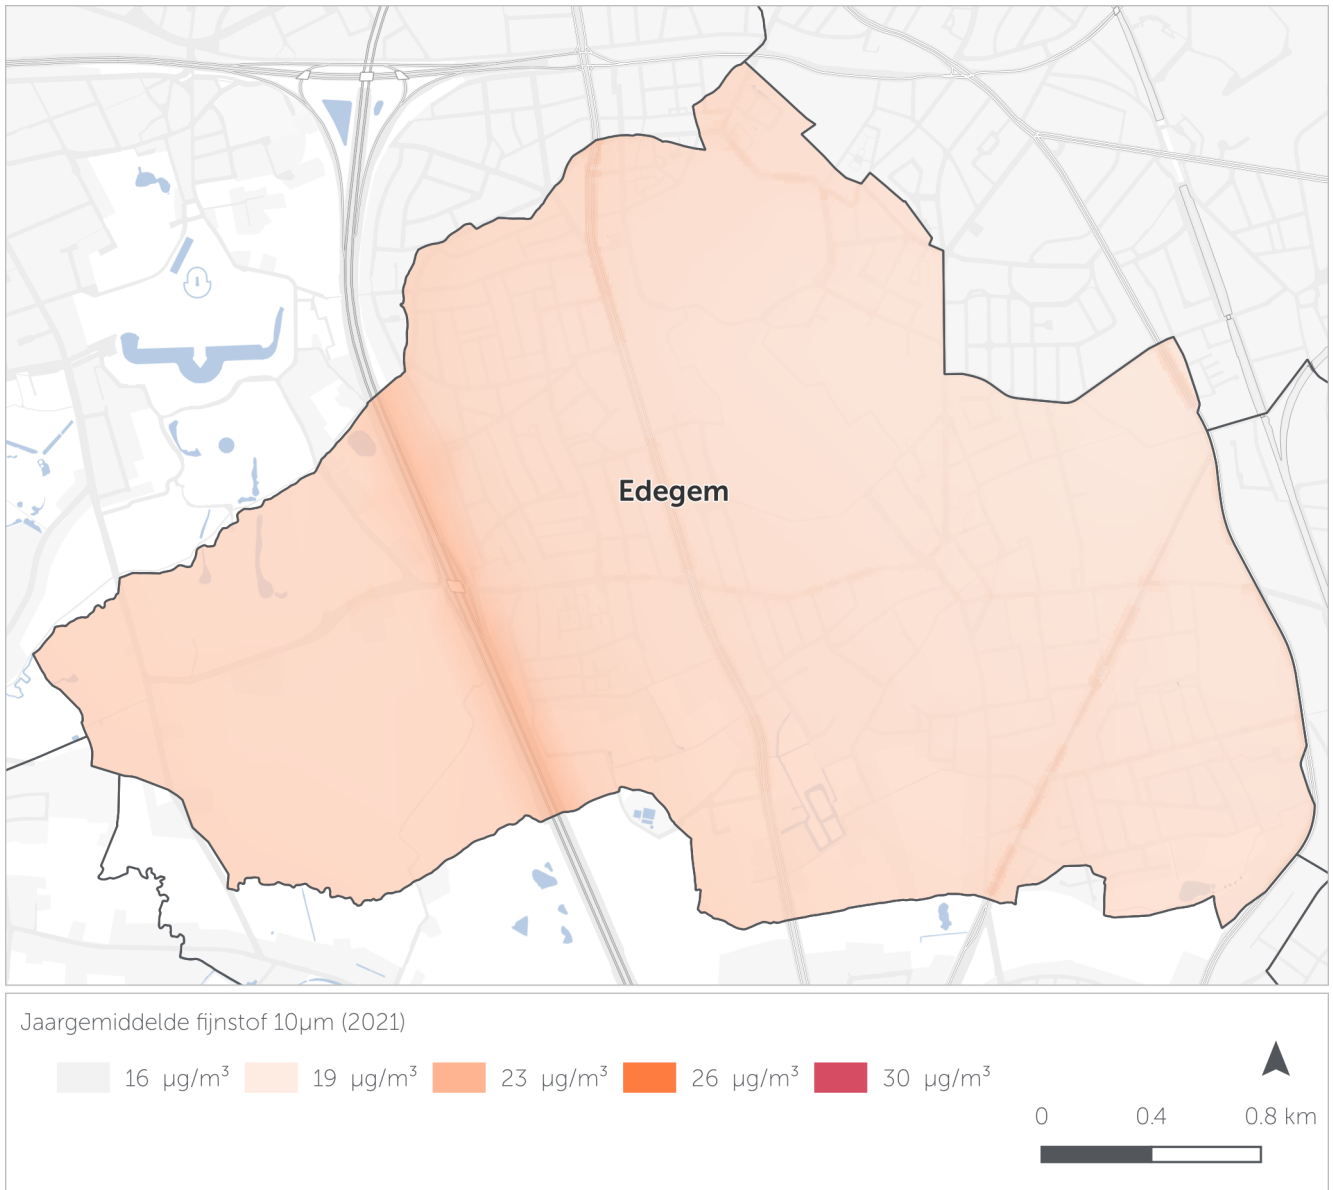 Edegem
Jaargemiddelde fijnstof 10µm (2021)
16 µg/m³ 19 µg/m³ 23 µg/m³ 26 µg/m³ 30 µg/m³
0 0.4 0.8 km